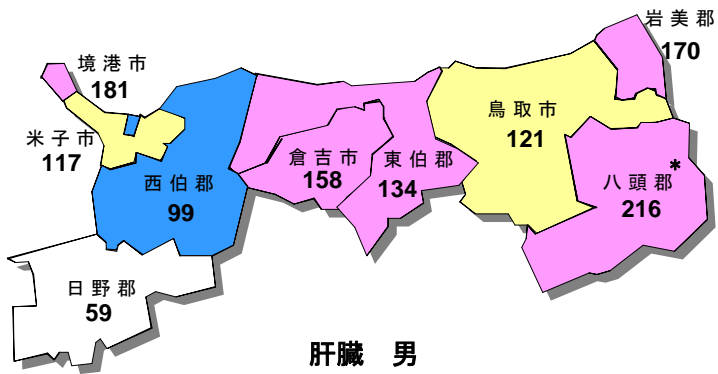 岩美郡
170
境港市
181
鳥取市
121
米子市
117
倉吉市
158
東伯郡
134
西伯郡
99
*
八頭郡
216
日野郡
59
肝臓 男